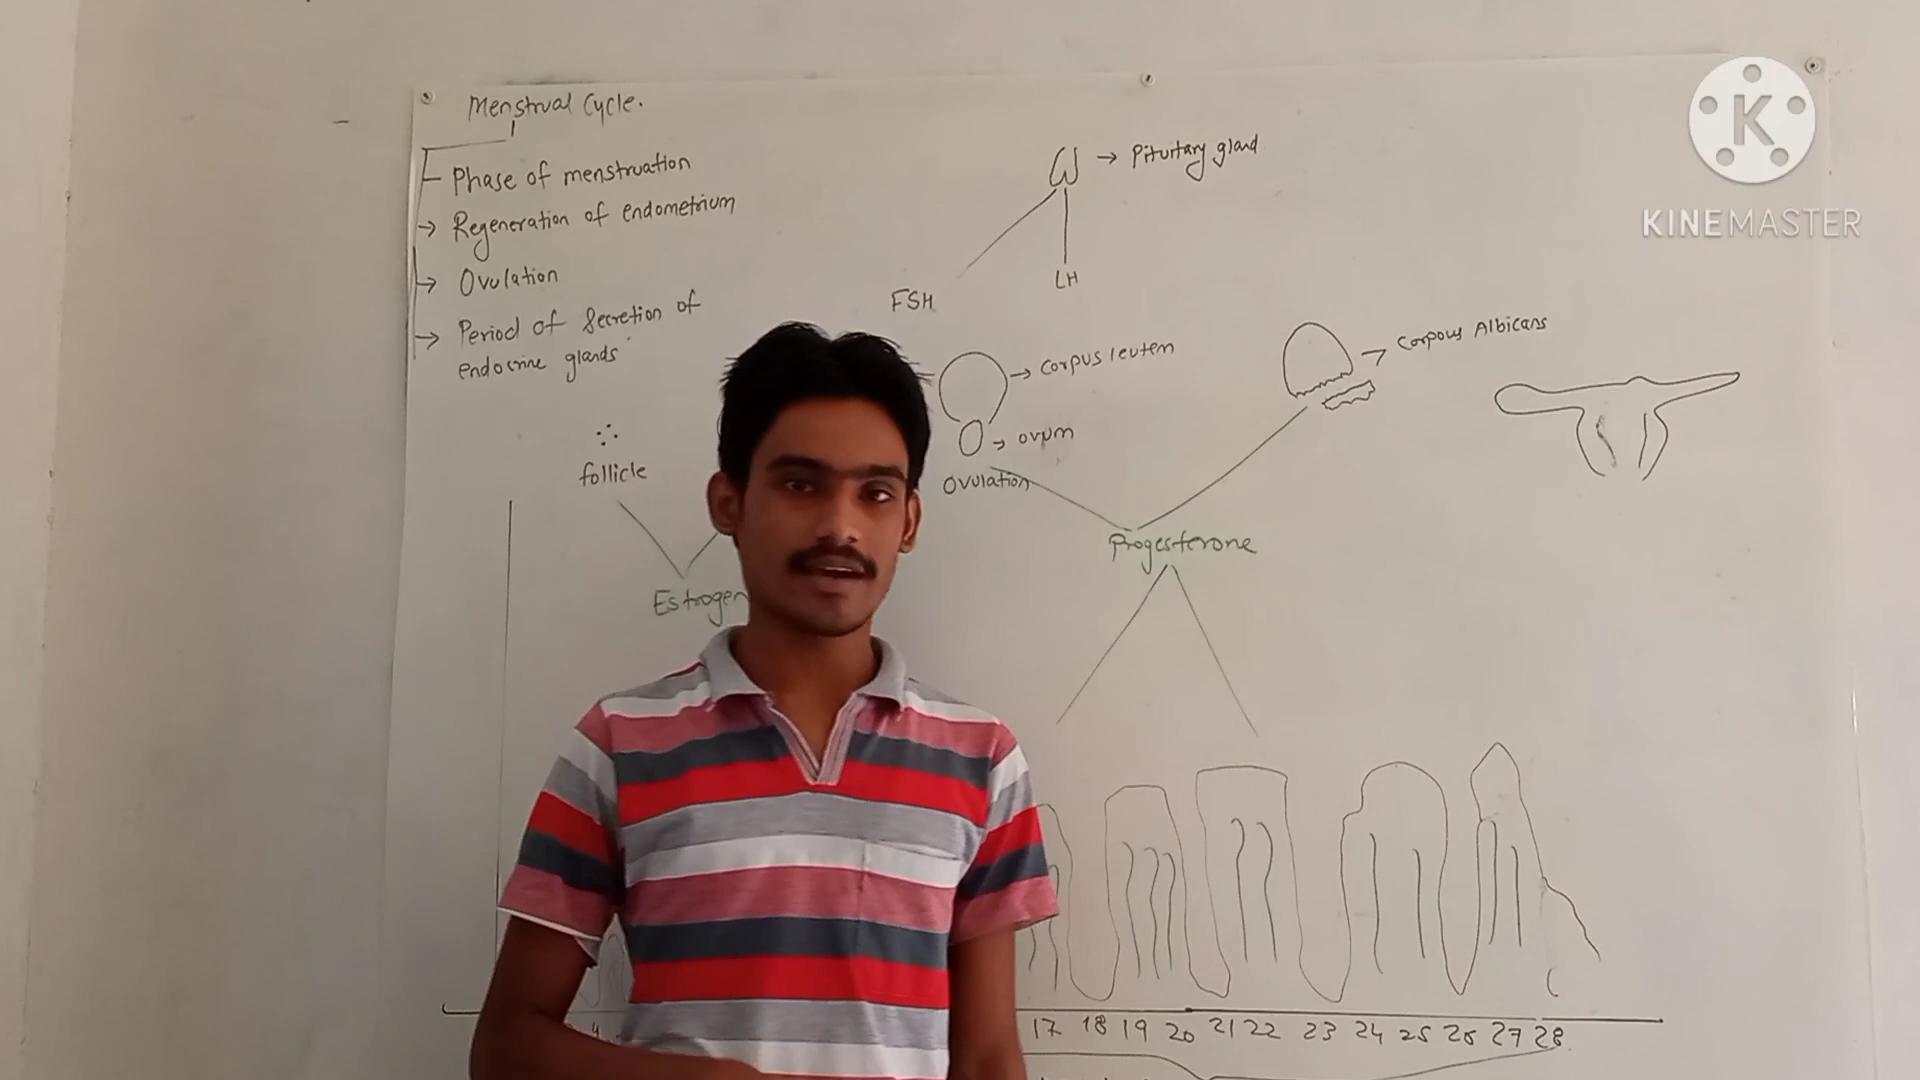 Menstrual Cycle.
Phase of menstruation
→ Regeneration of endometrium
→ Ovulation
→ Period of Secretion of
endocrine glands
→ Pituitary gland
FSH
LH
→ Corpus leutem
→ ovum
Ovulation
→ Corpous Albicans
follicle
Estrogen
Progesterone
4
17 18 19 20 21 22 23 24 25 26 27 28
K
KINEMASTER